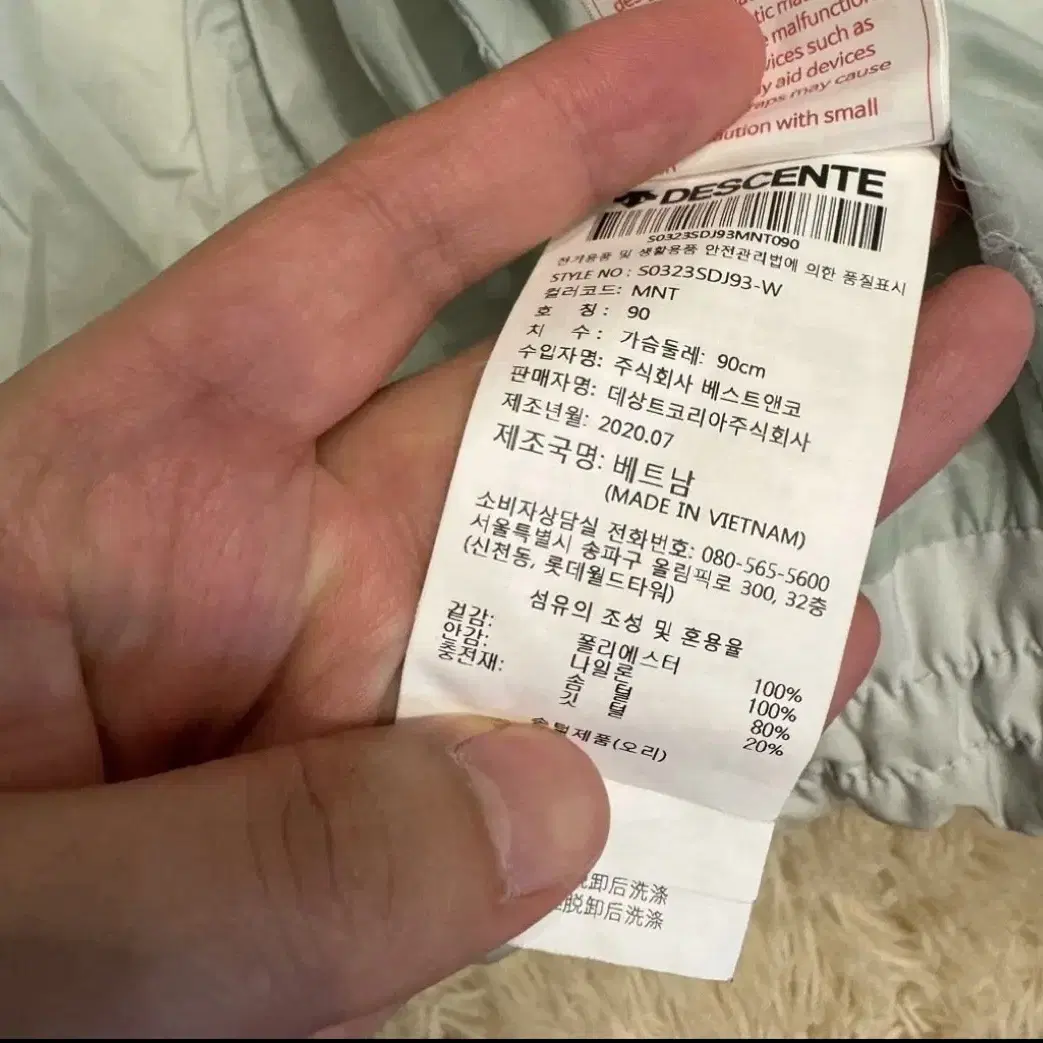 malfunction
such as
aid devices
may cause
with small
DESCENTE
S0323SDJ93MNT090
전기용품 및 생활용품 안전관리법에 의한 품질표시
STYLE NO : S0323SDJ93-W
컬러코드: MNT
호 칭: 90
치 수: 가슴둘레: 90cm
수입자명: 주식회사 베스트앤코
판매자명: 데상트코리아주식회사
제조년월: 2020.07
제조국명: 베트남
(MADE IN VIETNAM)
소비자상담실 전화번호: 080-565-5600
서울특별시 송파구 올림픽로 300, 32층
(신천동, 롯데월드타워)
섬유의 조성 및 혼용율
겉감: 폴리에스터 100%
안감: 나일론 100%
충전재: 솜 털 80%
깃 털 20%
솜털제품(오리)
脱卸后洗涤
脱卸后洗涤